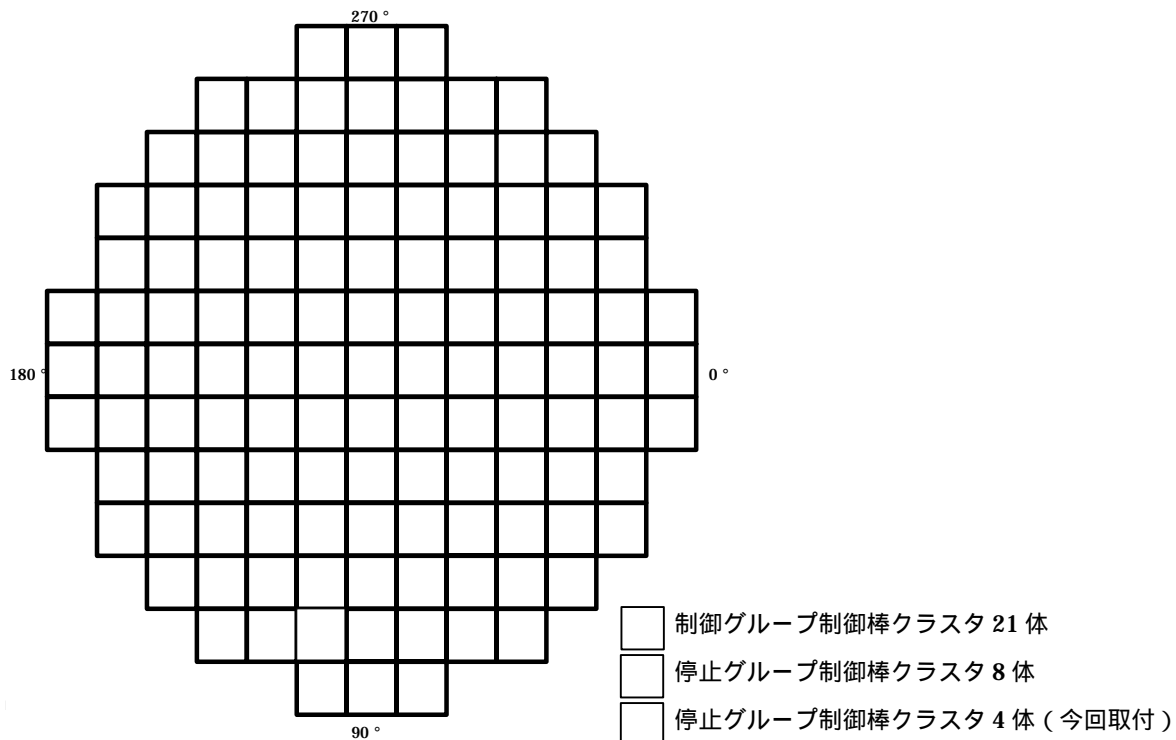 270 °
180 °
0 °
制御グループ制御棒クラスタ 21 体
停止グループ制御棒クラスタ 8 体
停止グループ制御棒クラスタ 4 体 ( 今回取付 )
90 °